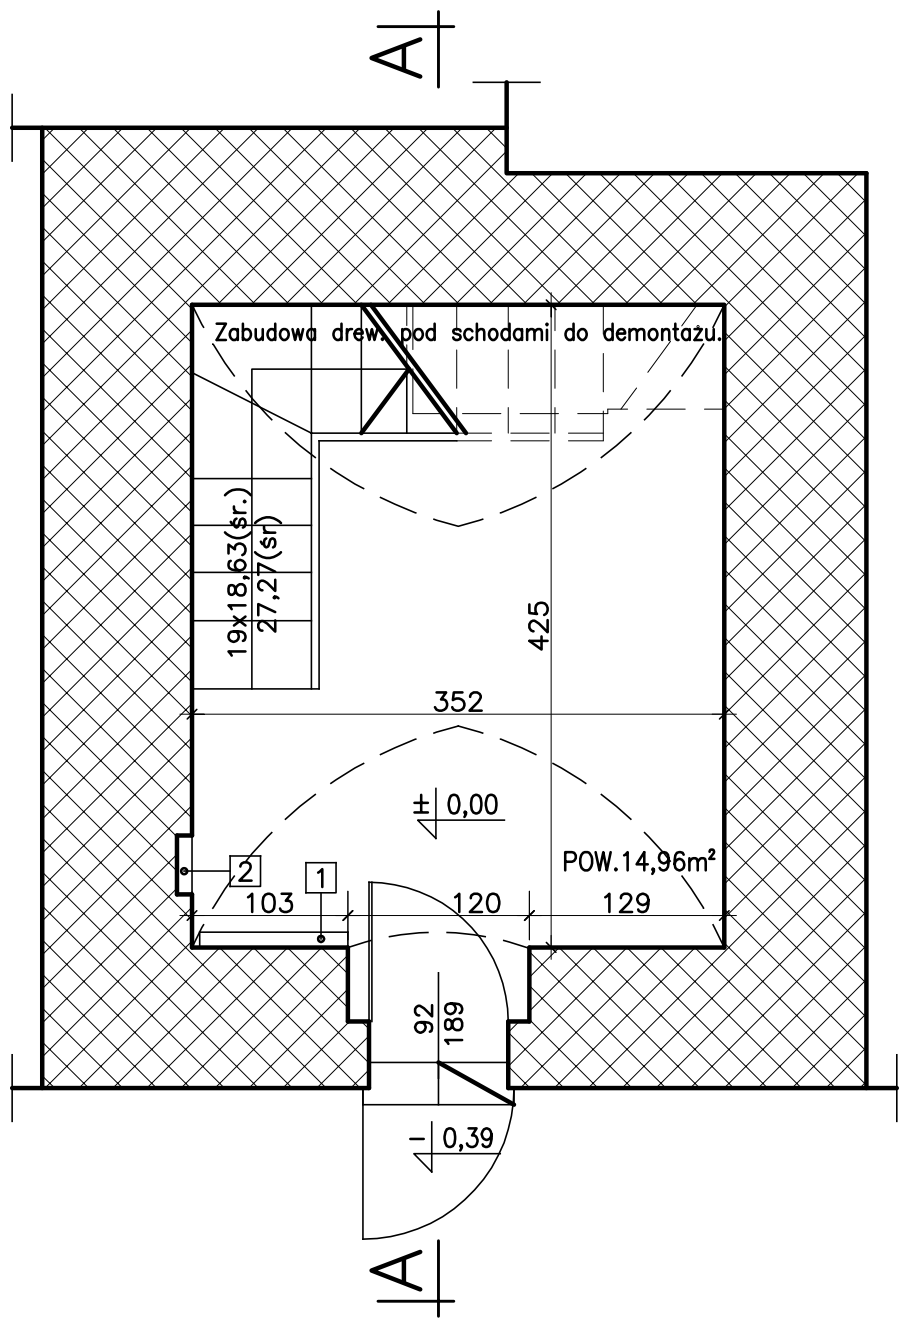 A
Zabudowa drew. pod schodami do demontażu.
19x18,63(śr.)
27,27(śr)
425
352
± 0,00
POW.14,96m²
2
1
103
120
129
92
189
- 0,39
A